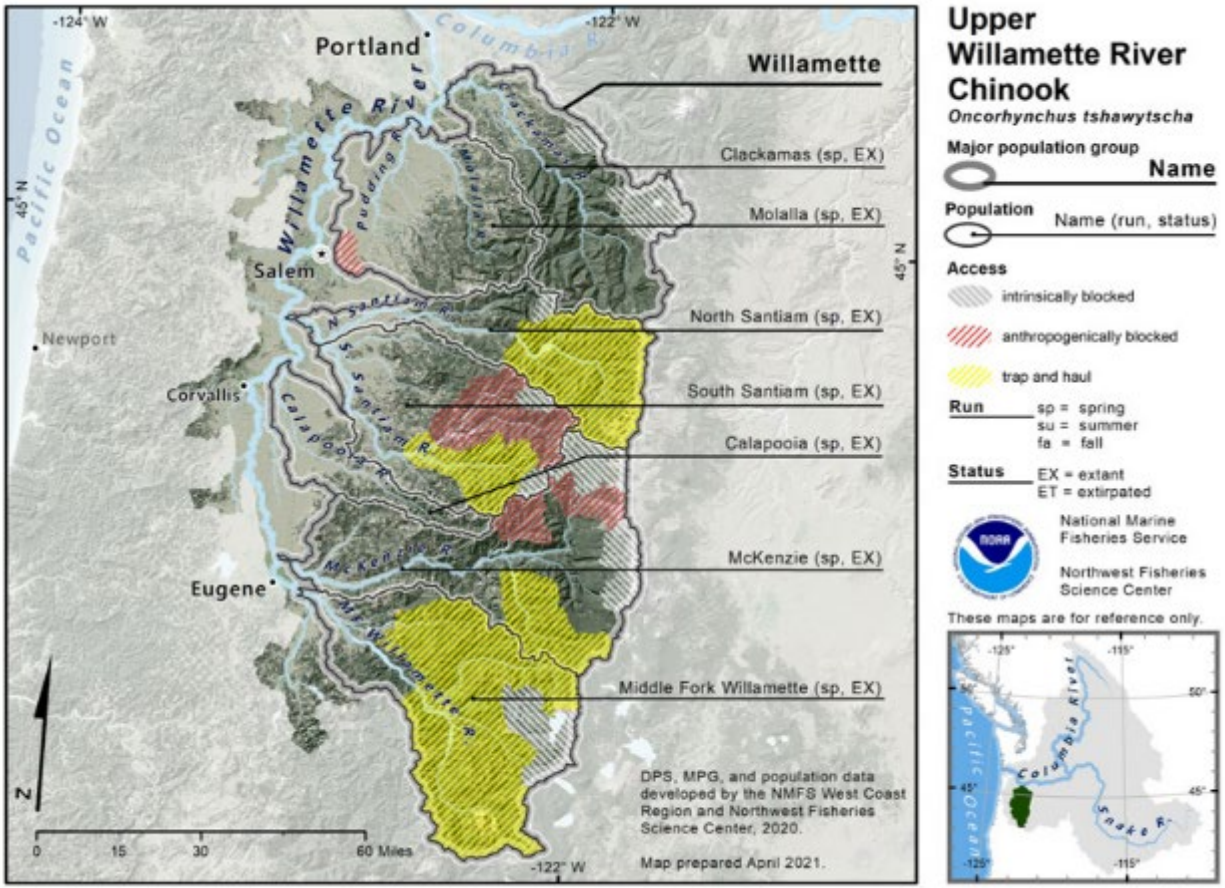 -124° W
-122° W
Columbia R.
Portland
Willamette
Pacific Ocean
Willamette River
Clackamas R.
Pudding R.
Molalla R.
Clackamas (sp, EX)
Molalla (sp, EX)
45° N
45° N
Salem
N Santiam R.
North Santiam (sp, EX)
Newport
S. Santiam R.
South Santiam (sp, EX)
Corvallis
Calapooia R.
Calapooia (sp, EX)
McKenzie R.
McKenzie (sp, EX)
Eugene
M.F. Willamette R.
Middle Fork Willamette (sp, EX)
DPS, MPG, and population data
developed by the NMFS West Coast
Region and Northwest Fisheries
Science Center, 2020.
Map prepared April 2021.
N
0 15 30 60 Miles
-122° W
Upper
Willamette River
Chinook
Oncorhynchus tshawytscha
Major population group
Name
Population
Name (run, status)
Access
intrinsically blocked
anthropogenically blocked
trap and haul
Run
sp = spring
su = summer
fa = fall
Status
EX = extant
ET = extirpated
NOAA
National Marine
Fisheries Service
Northwest Fisheries
Science Center
These maps are for reference only.
-125°
-115°
50°
50°
Pacific Ocean
Columbia River
45°
45°
Snake R.
-125°
-115°